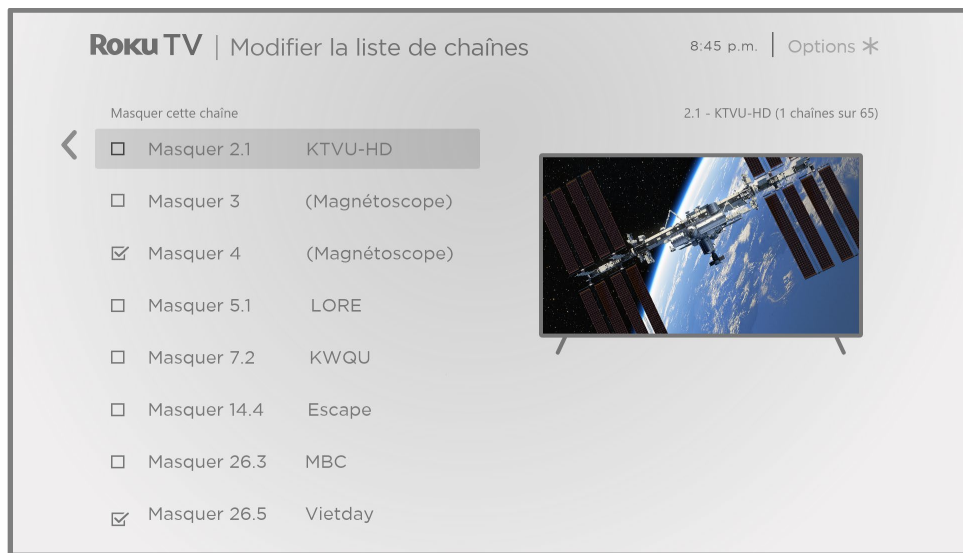 Roku TV | Modifier la liste de chaînes
8:45 p.m. | Options *
Masquer cette chaîne
2.1 - KTVU-HD (1 chaînes sur 65)
Masquer 2.1 KTVU-HD
Masquer 3 (Magnétoscope)
Masquer 4 (Magnétoscope)
Masquer 5.1 LORE
Masquer 7.2 KWQU
Masquer 14.4 Escape
Masquer 26.3 MBC
Masquer 26.5 Vietday